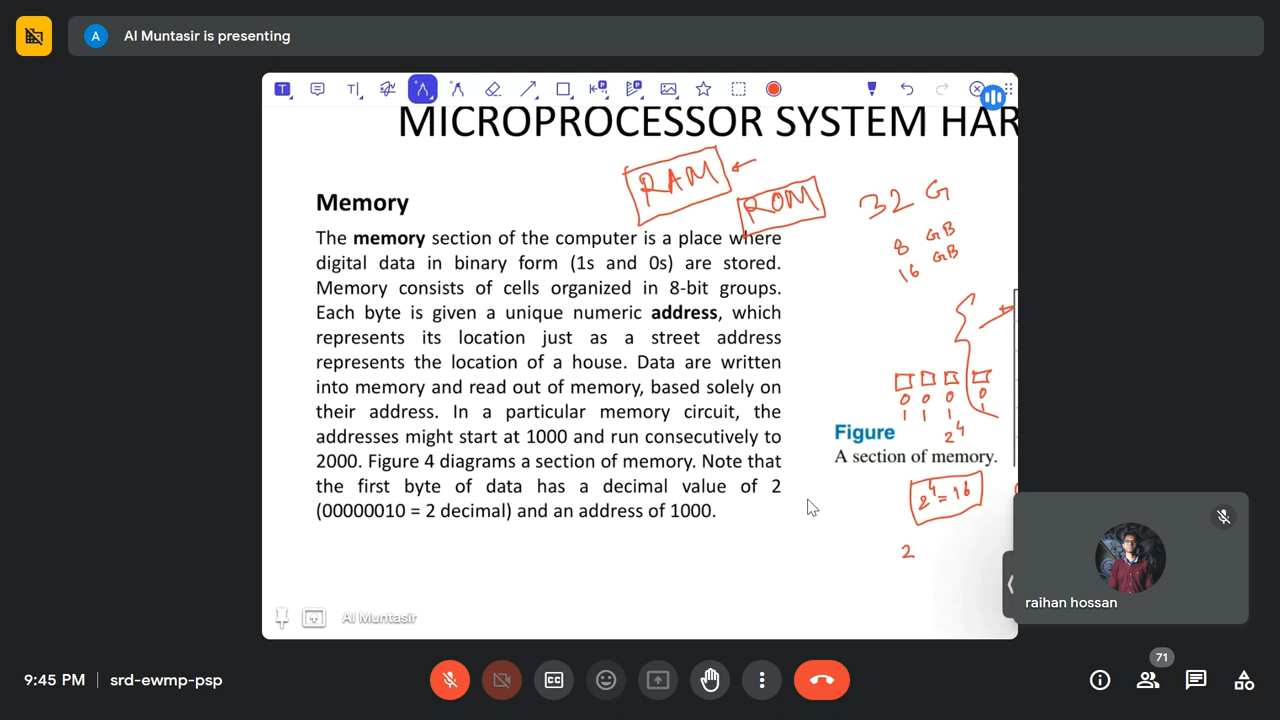 A Al Muntasir is presenting
MICROPROCESSOR SYSTEM HAR
RAM
ROM
32 G
8 GB
16 GB
Memory
The memory section of the computer is a place where
digital data in binary form (1s and 0s) are stored.
Memory consists of cells organized in 8-bit groups.
Each byte is given a unique numeric address, which
represents its location just as a street address
represents the location of a house. Data are written
into memory and read out of memory, based solely on
their address. In a particular memory circuit, the
addresses might start at 1000 and run consecutively to
2000. Figure 4 diagrams a section of memory. Note that
the first byte of data has a decimal value of 2
(00000010 = 2 decimal) and an address of 1000.
0 0 0 0
1 1 1 1
2⁴
Figure
A section of memory.
2⁴ = 16
2
Al Muntasir
raihan hossan
9:45 PM | srd-ewmp-psp
71